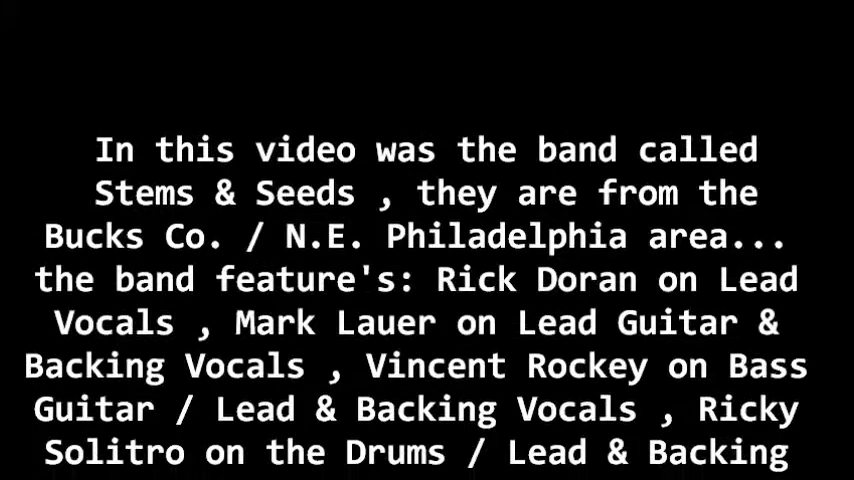 In this video was the band called
Stems & Seeds , they are from the
Bucks Co. / N.E. Philadelphia area...
the band feature's: Rick Doran on Lead
Vocals , Mark Lauer on Lead Guitar &
Backing Vocals , Vincent Rockey on Bass
Guitar / Lead & Backing Vocals , Ricky
Solitro on the Drums / Lead & Backing